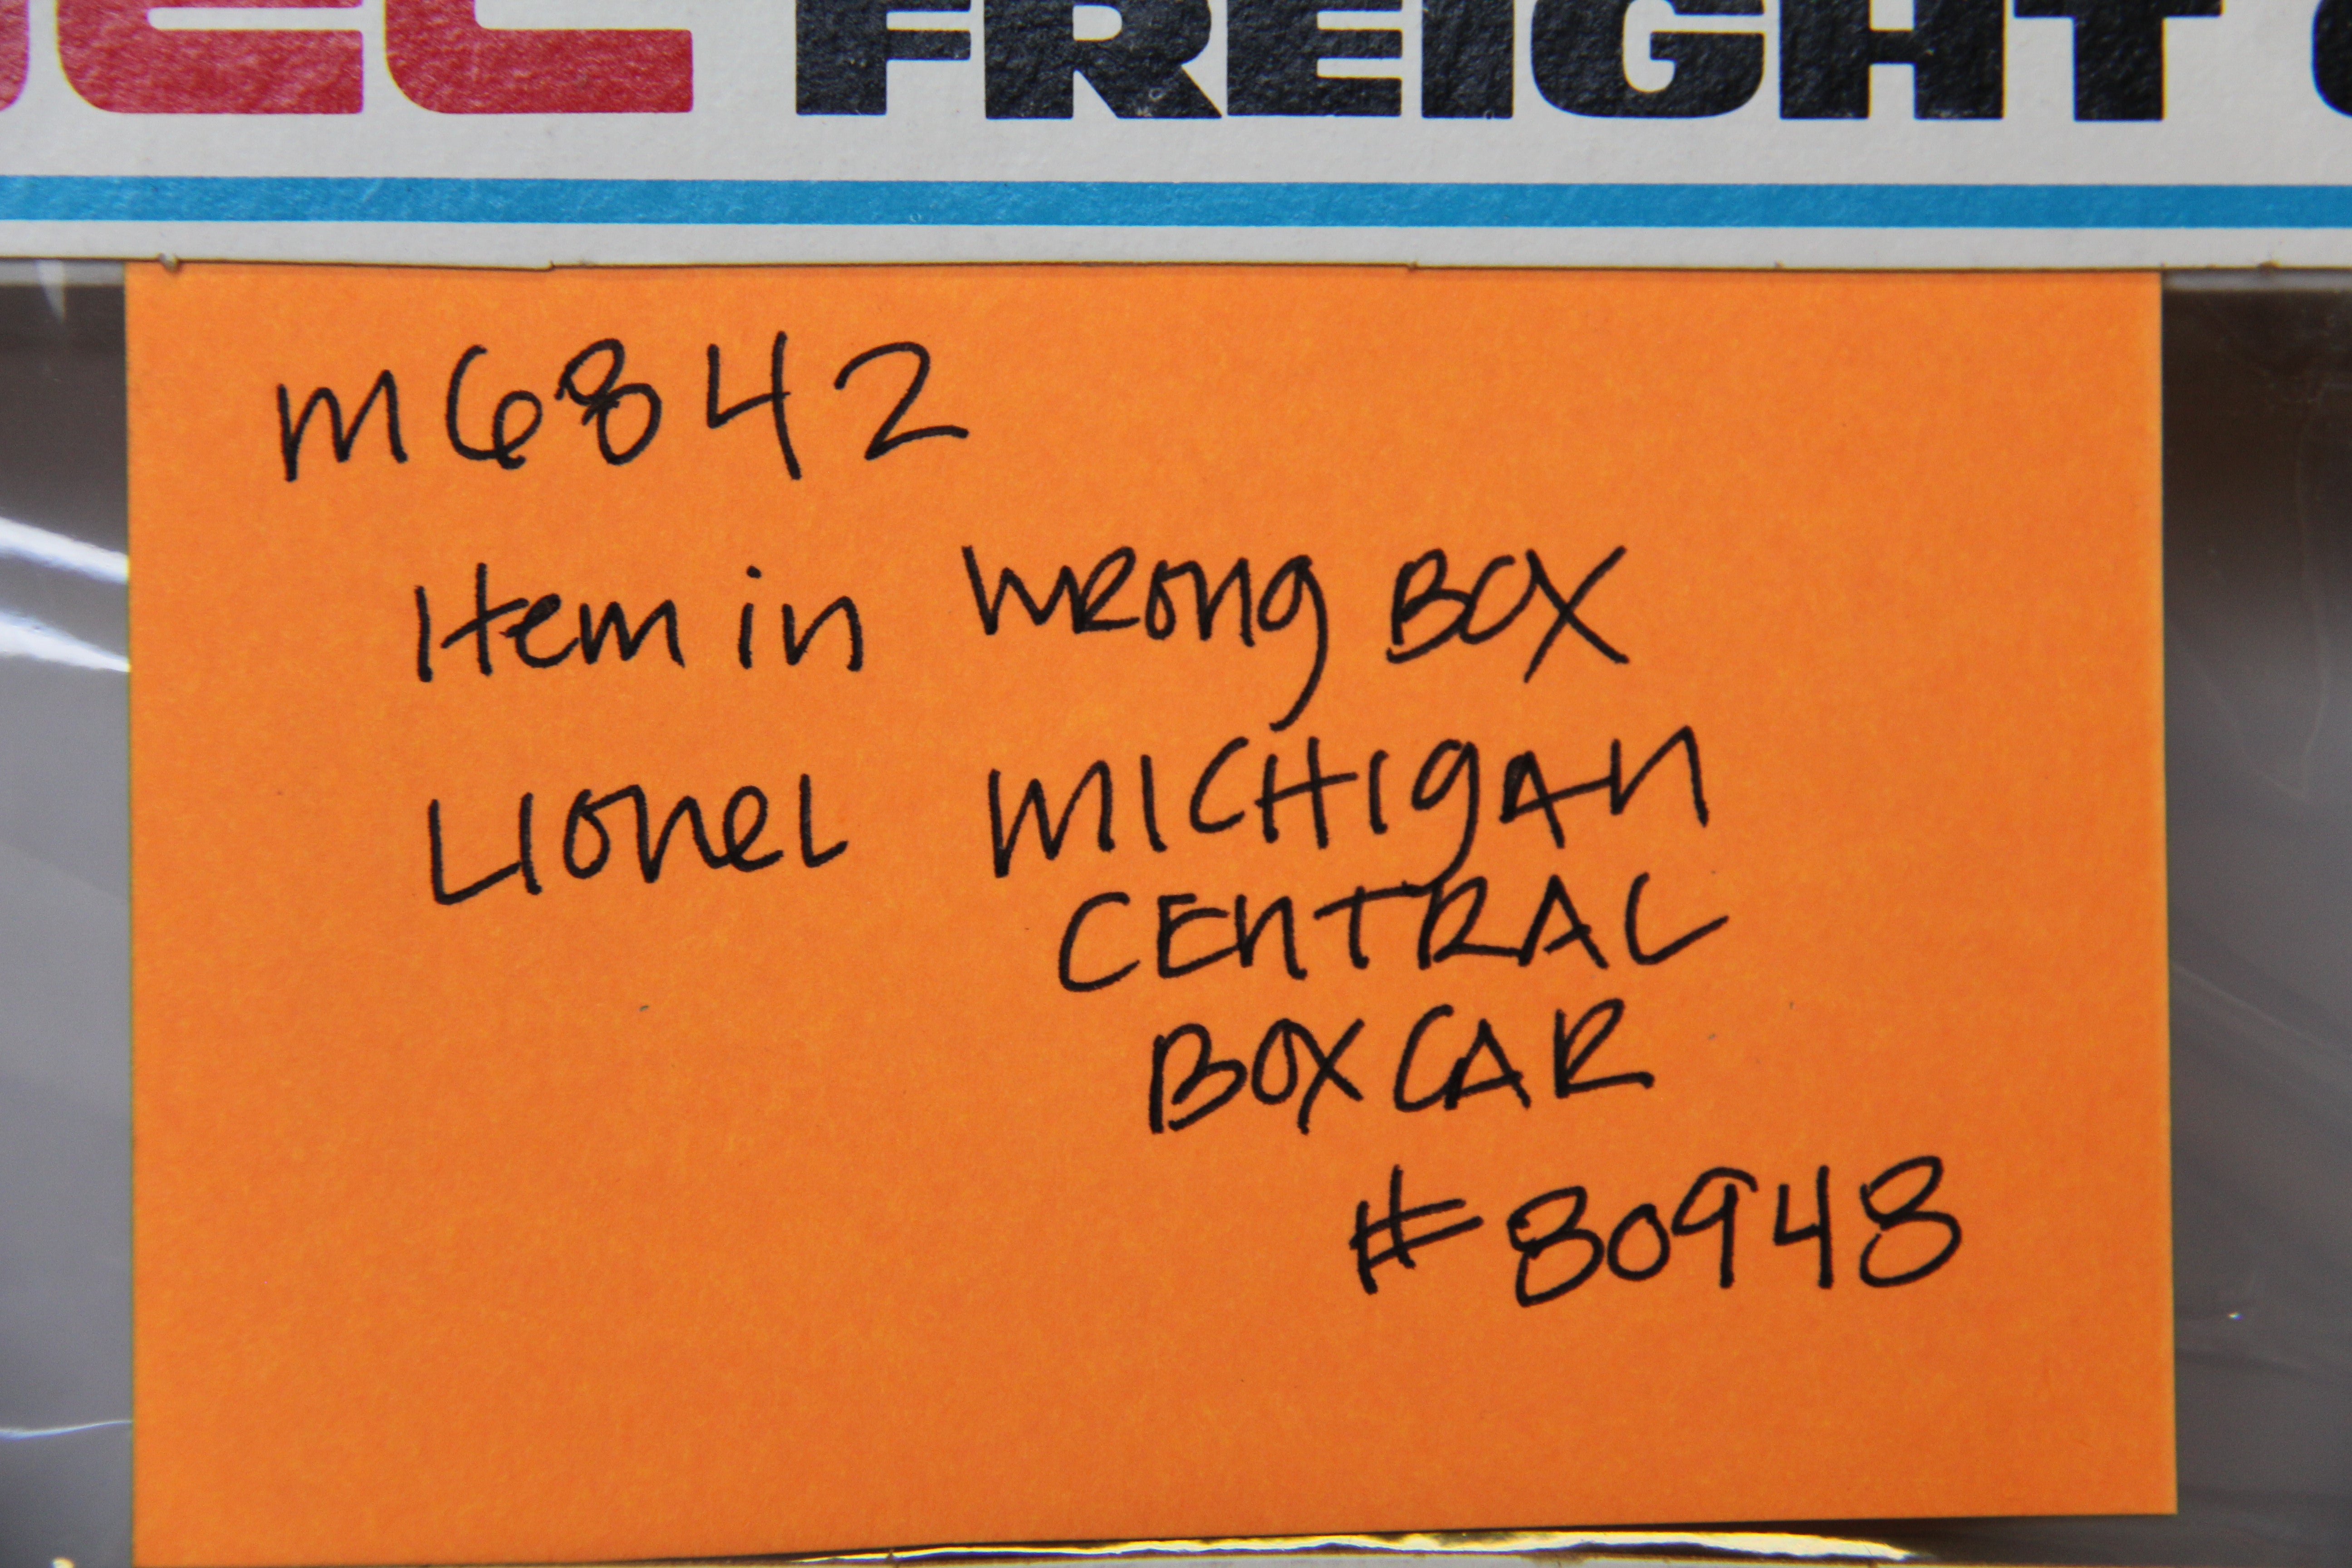 FREIGHT
m6842
Item in wrong Box
Lionel MICHIGAN
CENTRAL
BOXCAR
#80948